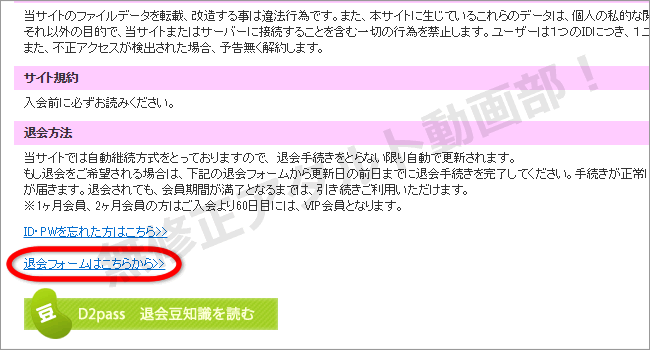 当サイトのファイルデータを転載、改造する事は違法行為です。また、本サイトに生じているこれらのデータは、個人の私的な
それ以外の目的で、当サイトまたはサーバーに接続することを含む一切の行為を禁止します。ユーザーは1つのIDにつき、1
また、不正アクセスが検出された場合、予告無く解約します。
サイト規約
入会前に必ずお読みください。
退会方法
当サイトでは自動継続方式をとっておりますので、退会手続きをとらない限り自動で更新されます。
もし退会をご希望される場合は、下記の退会フォームから更新日の前日までに退会手続きを完了してください。手続きが正常
が届きます。退会されても、会員期間が満了となるまでは、引き続きご利用いただけます。
※1ヶ月会員、2ヶ月会員の方はご入会より60日目には、VIP会員となります。
ID・PWを忘れた方はこちら>>
退会フォームはこちらから>>
豆 D2pass 退会豆知識を読む
無修正アダルト動画部！